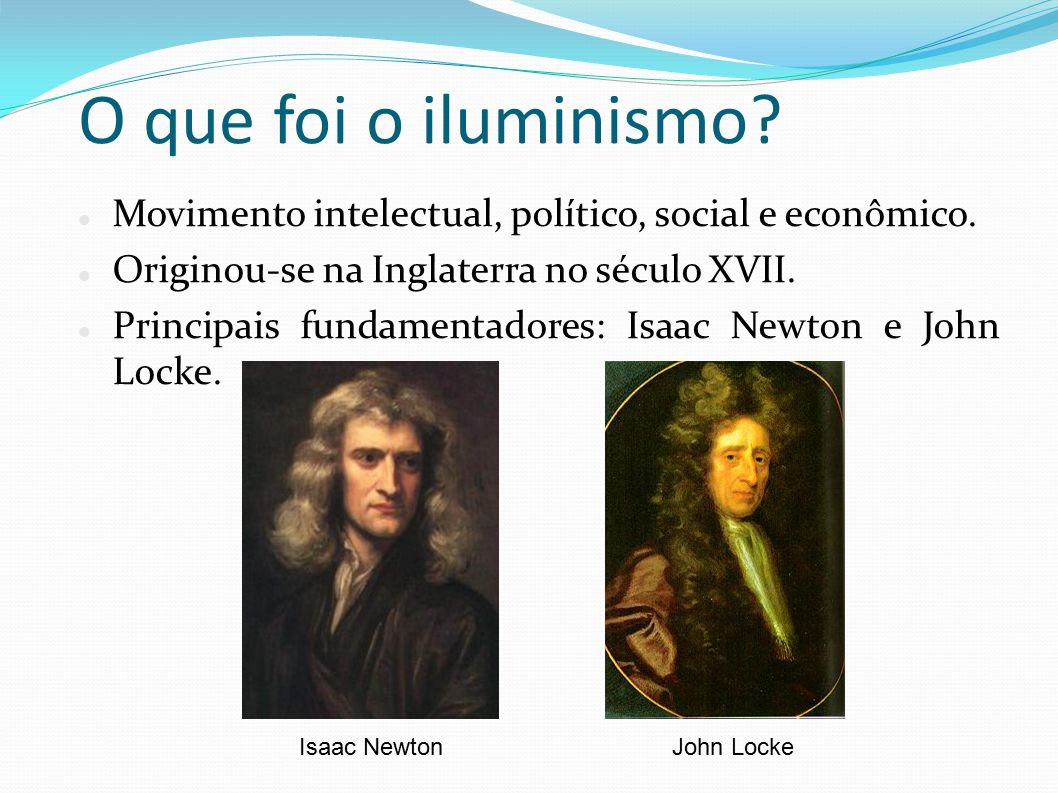 O que foi o iluminismo?
Movimento intelectual, político, social e econômico.
Originou-se na Inglaterra no século XVII.
Principais fundamentadores: Isaac Newton e John
Locke.
Isaac Newton
John Locke